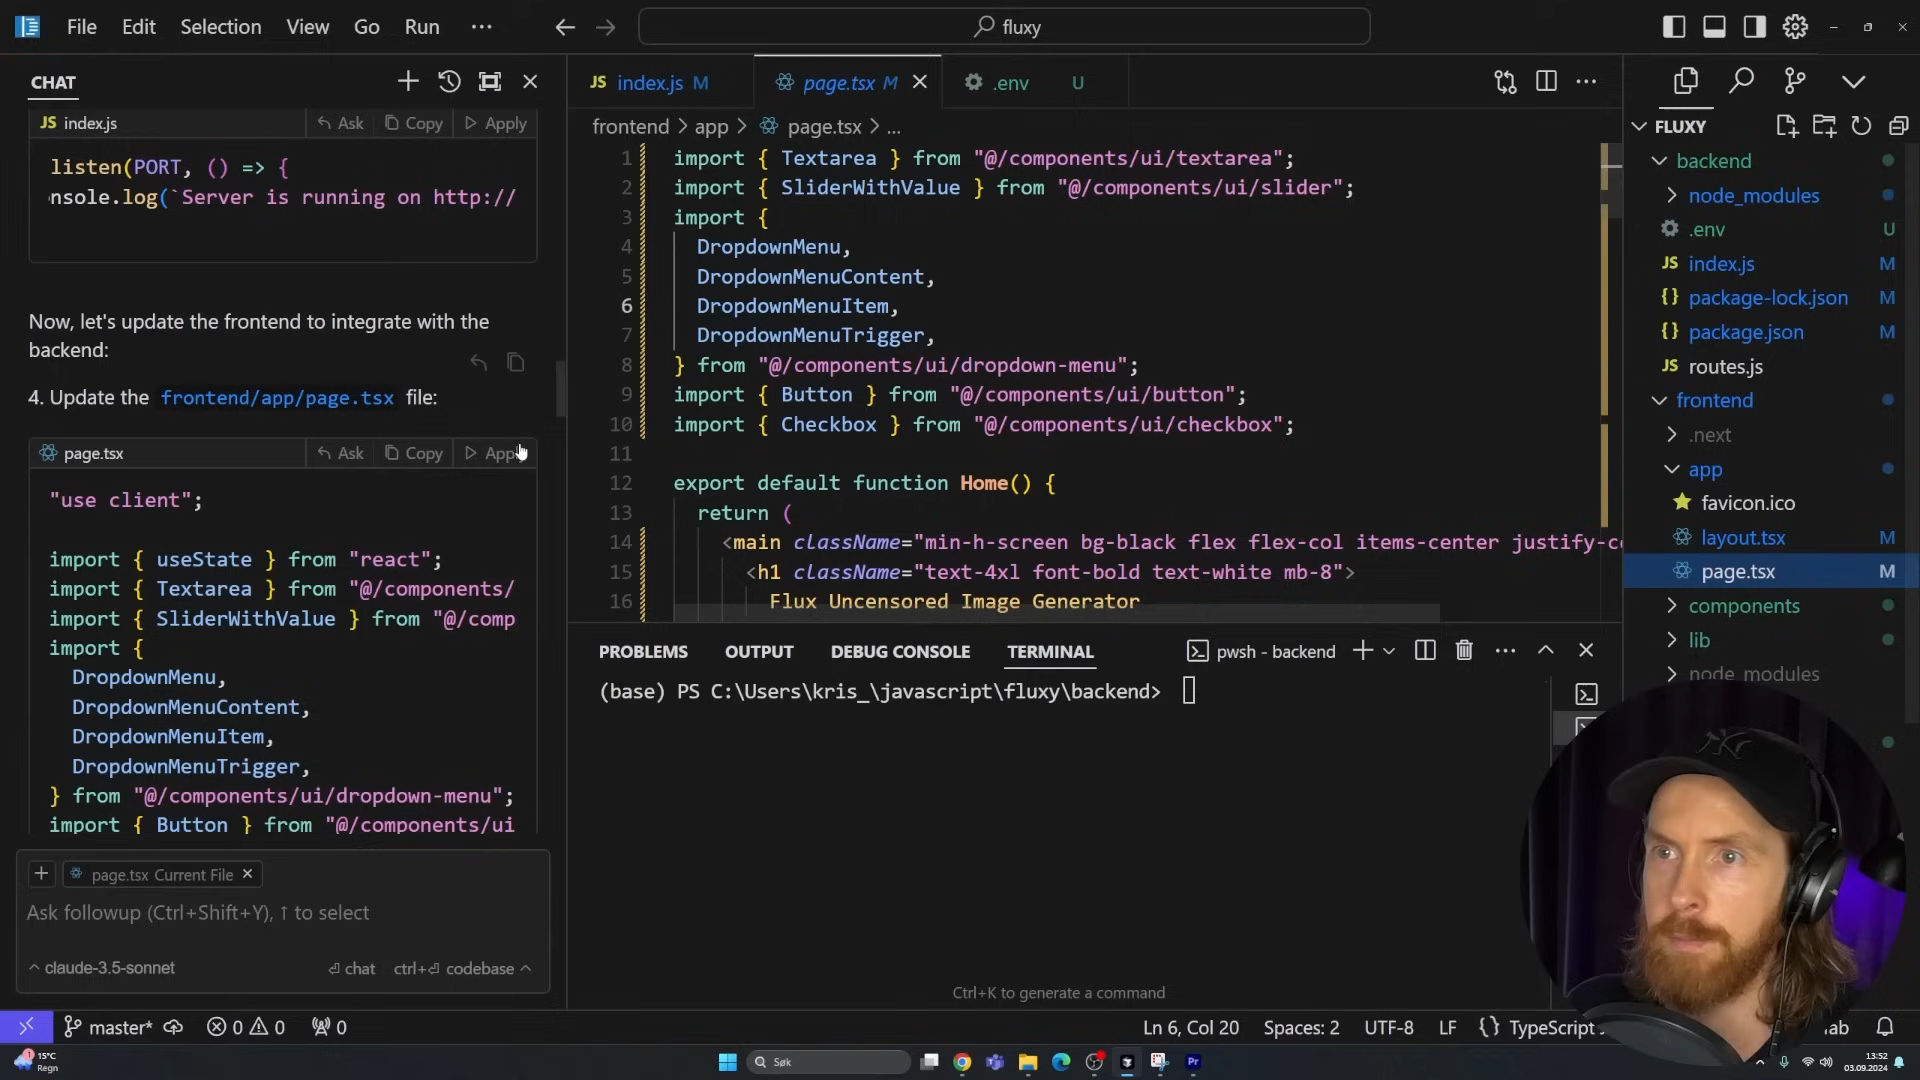 File Edit Selection View Go Run ···
fluxy
CHAT
JS index.js Ask Copy Apply
listen(PORT, () => {
nsole.log(`Server is running on http://
Now, let's update the frontend to integrate with the
backend:
4. Update the frontend/app/page.tsx file:
page.tsx Ask Copy
"use client";
import { useState } from "react";
import { Textarea } from "@/components/
import { SliderWithValue } from "@/comp
import {
DropdownMenu,
DropdownMenuContent,
DropdownMenuItem,
DropdownMenuTrigger,
} from "@/components/ui/dropdown-menu";
import { Button } from "@/components/ui
page.tsx Current File
Ask followup (Ctrl+Shift+Y), ↑ to select
^ claude-3.5-sonnet
⏎ chat ctrl+⏎ codebase ^
JS index.js M
page.tsx M
.env U
frontend > app > page.tsx > ...
1 import { Textarea } from "@/components/ui/textarea";
2 import { SliderWithValue } from "@/components/ui/slider";
3 import {
4 DropdownMenu,
5 DropdownMenuContent,
6 DropdownMenuItem,
7 DropdownMenuTrigger,
8 } from "@/components/ui/dropdown-menu";
9 import { Button } from "@/components/ui/button";
10 import { Checkbox } from "@/components/ui/checkbox";
11
12 export default function Home() {
13 return (
14 <main className="min-h-screen bg-black flex flex-col items-center justify-c
15 <h1 className="text-4xl font-bold text-white mb-8">
16 Flux Uncensored Image Generator
PROBLEMS OUTPUT DEBUG CONSOLE TERMINAL
pwsh - backend
(base) PS C:\Users\kris_\javascript\fluxy\backend>
Ctrl+K to generate a command
FLUXY
backend
node_modules
.env U
JS index.js M
{} package-lock.json M
{} package.json M
JS routes.js
frontend
.next
app
favicon.ico
layout.tsx M
page.tsx M
components
lib
node_modules
master* 0 0 0
Ln 6, Col 20 Spaces: 2 UTF-8 LF {} TypeScript
15°C
Regn
Søk
13:52
03.09.2024